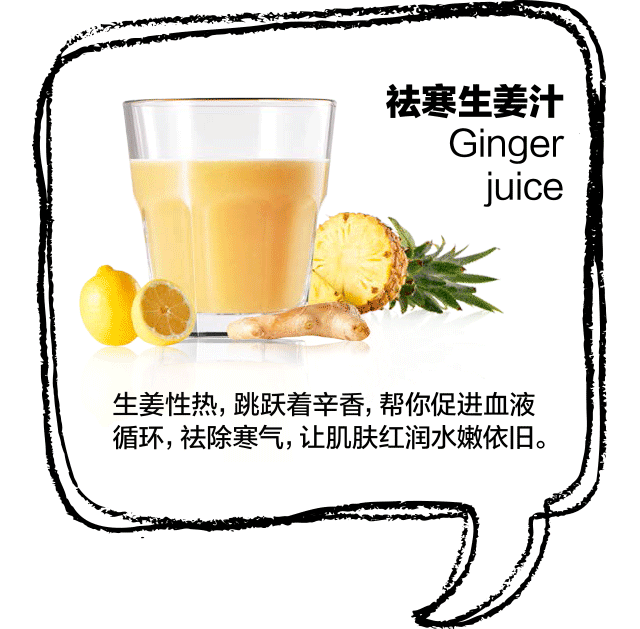 祛寒生姜汁
Ginger
juice
生姜性热，跳跃着辛香，帮你促进血液
循环，祛除寒气，让肌肤红润水嫩依旧。